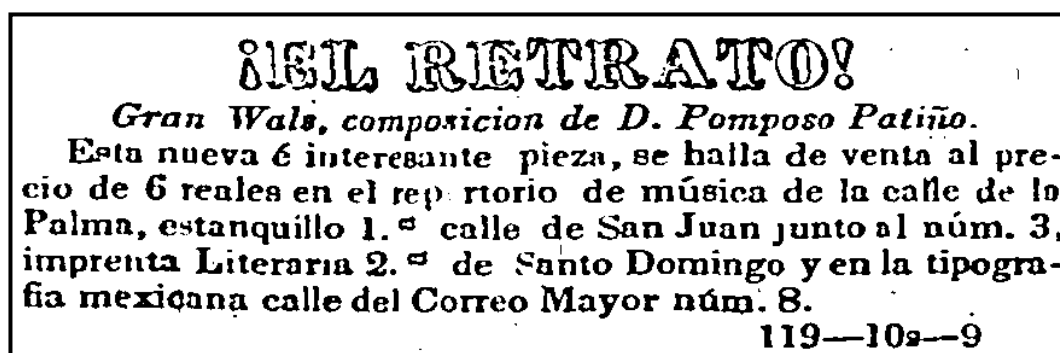 ¡EL RETRATO!
Gran Wals, composicion de D. Pomposo Patiño.
Esta nueva é interesante pieza, se halla de venta al pre-
cio de 6 reales en el rep rtorio de música de la calle de la
Palma, estanquillo 1.ª calle de San Juan junto al núm. 3,
imprenta Literaria 2.ª de Santo Domingo y en la tipogra-
fia mexicana calle del Correo Mayor núm. 8.
119—10s—9